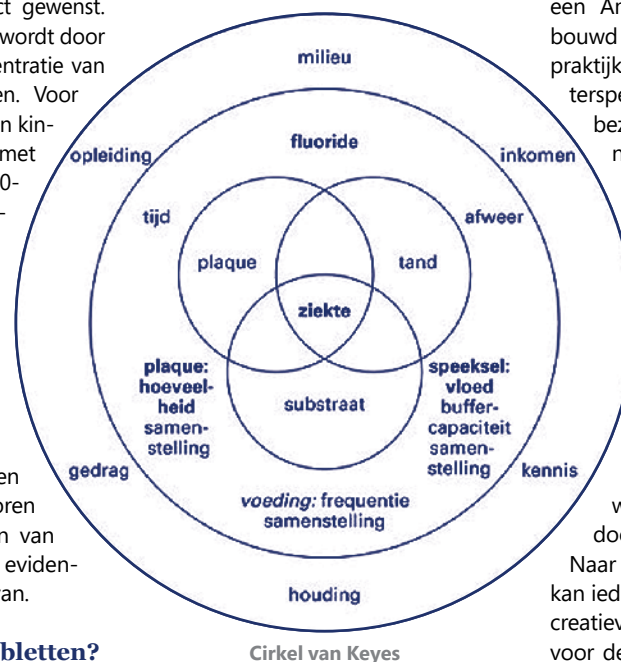 ct gewenst.
wordt door
entratie van
en. Voor
n kin-
met
0-
-
en
oren
n van
eviden-
van.
bletten?
milieu
fluoride
opleiding
inkomen
tijd
afweer
plaque
tand
ziekte
plaque:
hoeveel-
heid
samen-
stelling
substraat
speeksel:
vloed
buffer-
capaciteit
samen-
stelling
gedrag
kennis
voeding: frequentie
samenstelling
houding
Cirkel van Keyes
een Am
bouwd
praktijk
terspe
bez
n
w
doo
Naar
kan ied
creatiev
voor de